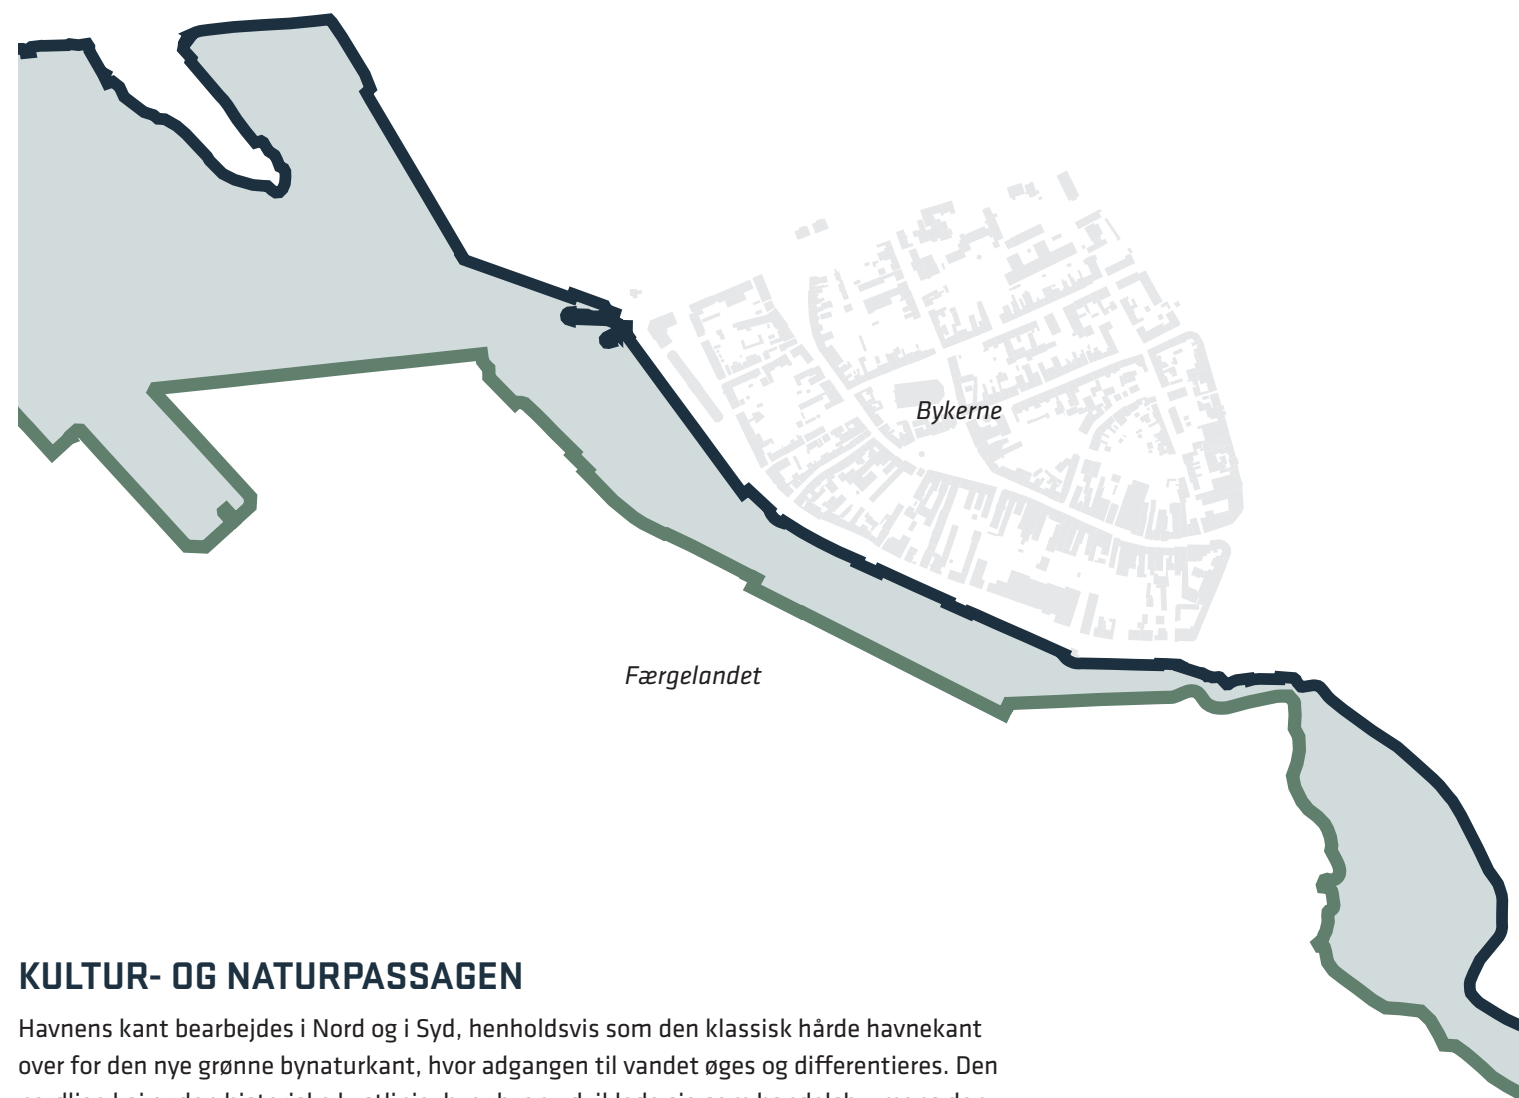 Bykerne
Færgelandet
KULTUR- OG NATURPASSAGEN
Havnens kant bearbejdes i Nord og i Syd, henholdsvis som den klassisk hårde havnekant
over for den nye grønne bynaturkant, hvor adgangen til vandet øges og differentieres. Den